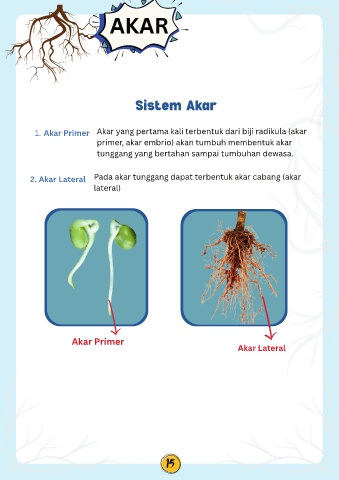 AKAR
Sistem Akar
1. Akar Primer
Akar yang pertama kali terbentuk dari biji radikula (akar
primer, akar embrio) akan tumbuh membentuk akar
tunggang yang bertahan sampai tumbuhan dewasa.
2. Akar Lateral
Pada akar tunggang dapat terbentuk akar cabang (akar
lateral)
Akar Primer
Akar Lateral
15